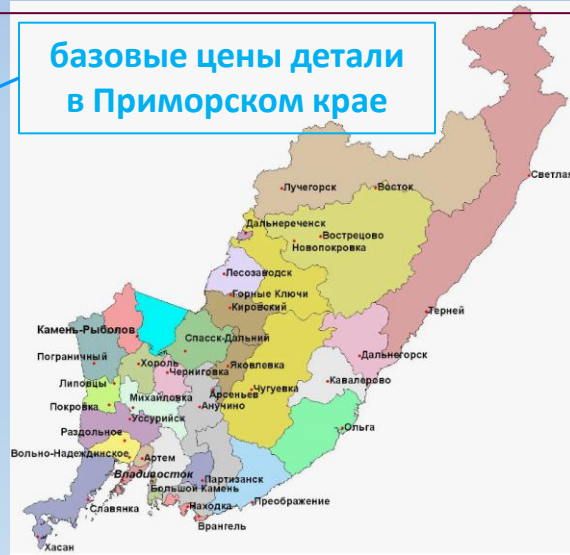 базовые цены детали
в Приморском крае
Светлая
Лучегорск
Восток
Дальнереченск
Вострецово
Новопокровка
Лесозаводск
Горные Ключи
Кировский
Терней
Камень-Рыболов
Спасск-Дальний
Дальнегорск
Пограничный
Хороль
Черниговка
Яковлевка
Кавалерово
Липовцы
Чугуевка
Михайловка
Арсеньев
Покровка
Анучино
Уссурийск
Ольга
Раздольное
Вольно-Надеждинское
Артем
Владивосток
Партизанск
Большой Камень
Преображение
Славянка
Находка
Врангель
Хасан